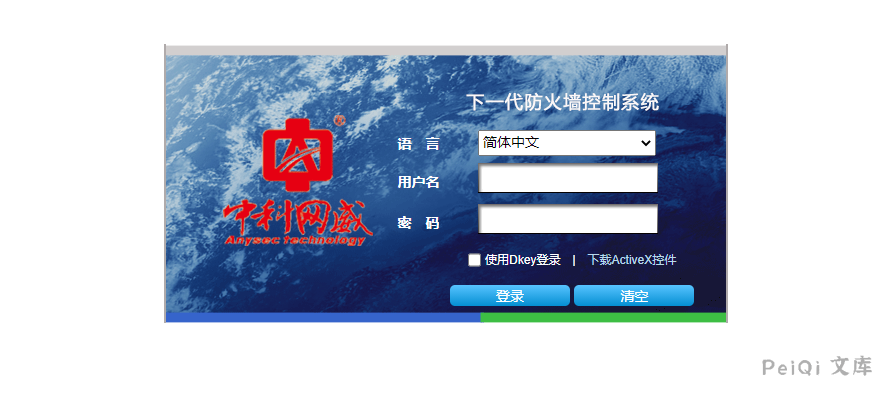 下一代防火墙控制系统
语 言 简体中文
用户名
密 码
中科网威
Anysec technology
使用Dkey登录 | 下载ActiveX控件
登录 清空
PeiQi 文库